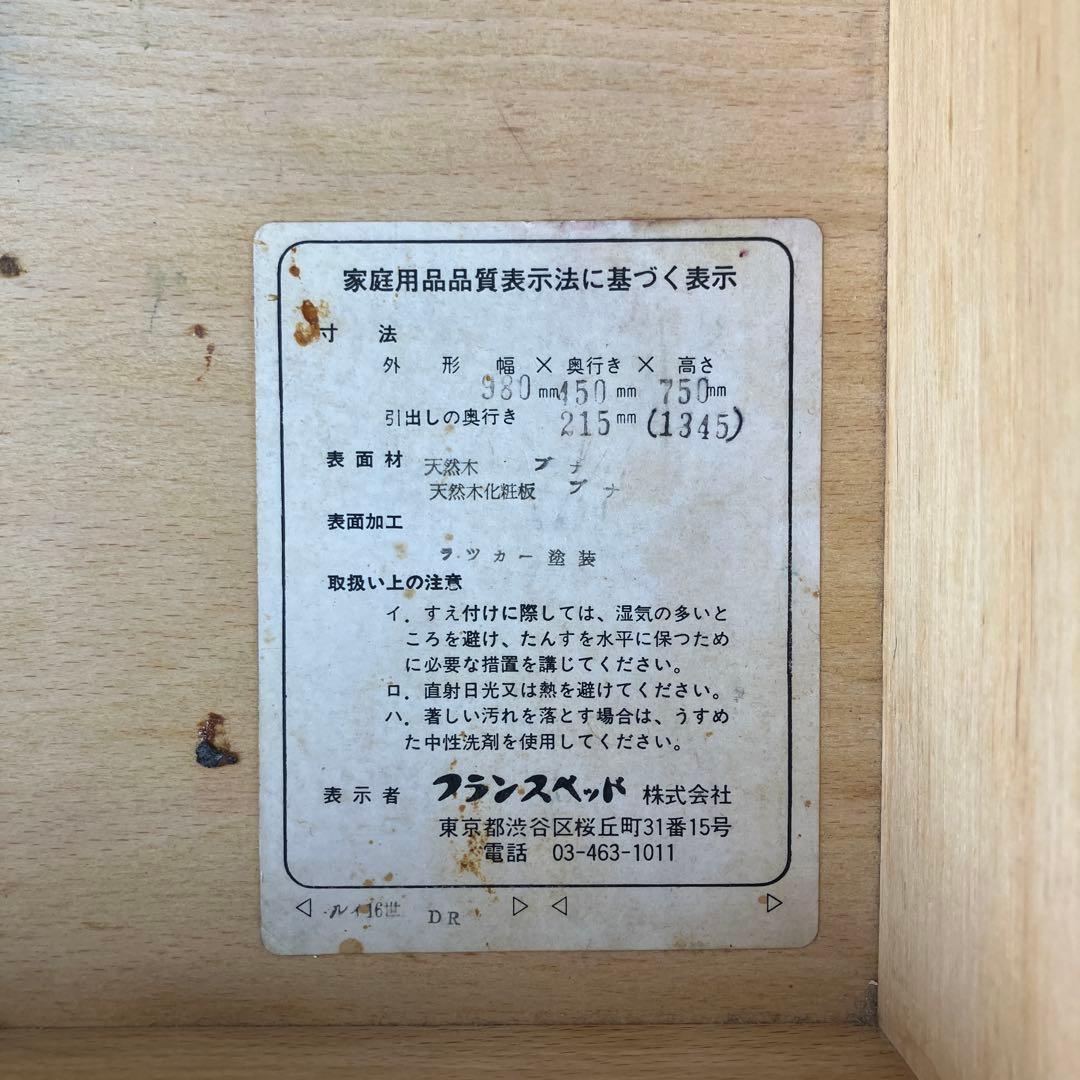 家庭用品品質表示法に基づく表示
寸 法
外 形 幅 × 奥行き × 高さ
980mm 450mm 750mm
引出しの奥行き 215mm (1345)
表面材 天然木 ブナ
天然木化粧板 ブナ
表面加工
ラツカー塗装
取扱い上の注意
イ．すえ付けに際しては、湿気の多いと
ころを避け、たんすを水平に保つため
に必要な措置を講じてください。
ロ．直射日光又は熱を避けてください。
ハ．著しい汚れを落とす場合は、うすめ
た中性洗剤を使用してください。
表示者 フランスベッド 株式会社
東京都渋谷区桜丘町31番15号
電話 03-463-1011
◁ ルイ16世 DR ▷ ◁ ▷